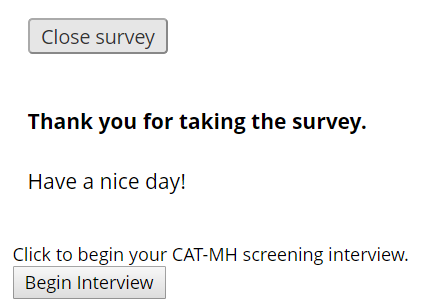 Close survey
Thank you for taking the survey.
Have a nice day!
Click to begin your CAT-MH screening interview.
Begin Interview